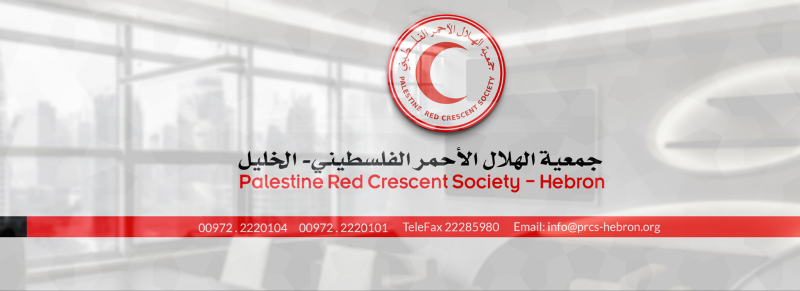 جمعية الهلال الأحمر الفلسطيني
PALESTINE RED CRESCENT SOCIETY
جمعية الهلال الأحمر الفلسطيني - الخليل
Palestine Red Crescent Society – Hebron
00972 . 2220104 00972 . 2220101 TeleFax 22285980 Email: info@prcs-hebron.org